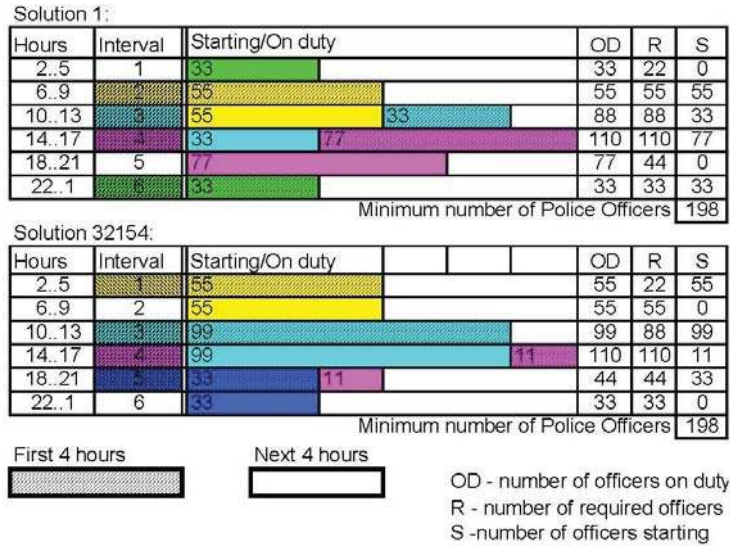 Solution 1:
Hours Interval Starting/On duty OD R S
2..5 1 33 33 22 0
6..9 2 55 55 55 55
10..13 3 55 33 88 88 33
14..17 4 33 77 110 110 77
18..21 5 77 77 44 0
22..1 6 33 33 33 33
Minimum number of Police Officers 198
Solution 32154:
Hours Interval Starting/On duty OD R S
2..5 1 55 55 22 55
6..9 2 55 55 55 0
10..13 3 99 99 88 99
14..17 4 99 11 110 110 11
18..21 5 33 11 44 44 33
22..1 6 33 33 33 0
Minimum number of Police Officers 198
First 4 hours Next 4 hours
OD - number of officers on duty
R - number of required officers
S -number of officers starting